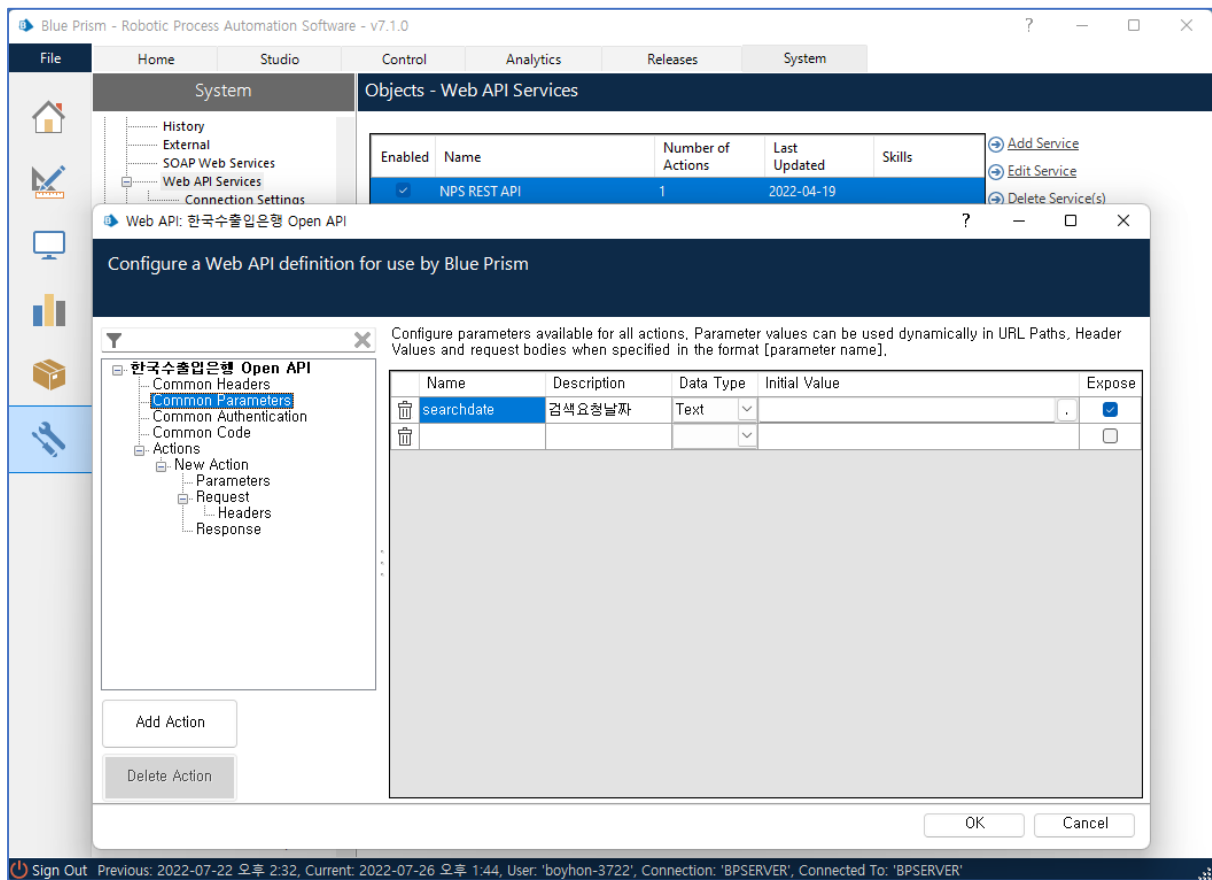 Blue Prism - Robotic Process Automation Software - v7.1.0
File Home Studio Control Analytics Releases System
System
Objects - Web API Services
History
External
SOAP Web Services
Web API Services
Connection Settings
Enabled Name Number of Actions Last Updated Skills
NPS REST API 1 2022-04-19
Add Service
Edit Service
Delete Service(s)
Web API: 한국수출입은행 Open API
Configure a Web API definition for use by Blue Prism
한국수출입은행 Open API
Common Headers
Common Parameters
Common Authentication
Common Code
Actions
New Action
Parameters
Request
Headers
Response
Add Action
Delete Action
Configure parameters available for all actions. Parameter values can be used dynamically in URL Paths, Header
Values and request bodies when specified in the format [parameter name].
Name Description Data Type Initial Value Expose
searchdate 검색요청날짜 Text .
OK Cancel
Sign Out Previous: 2022-07-22 오후 2:32, Current: 2022-07-26 오후 1:44, User: 'boyhon-3722', Connection: 'BPSERVER', Connected To: 'BPSERVER'